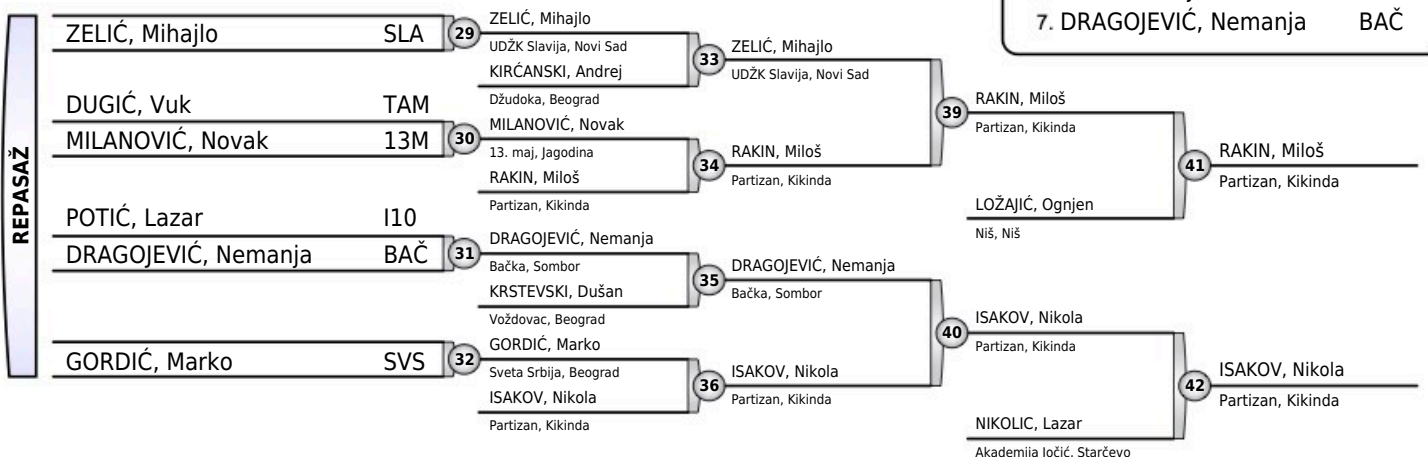 7. DRAGOJEVIĆ, Nemanja BAČ
REPASAŽ
ZELIĆ, Mihajlo SLA
DUGIĆ, Vuk TAM
MILANOVIĆ, Novak 13M
POTIĆ, Lazar I10
DRAGOJEVIĆ, Nemanja BAČ
GORDIĆ, Marko SVS
29
30
31
32
ZELIĆ, Mihajlo
UDŽK Slavija, Novi Sad
KIRĆANSKI, Andrej
Džudoka, Beograd
MILANOVIĆ, Novak
13. maj, Jagodina
RAKIN, Miloš
Partizan, Kikinda
DRAGOJEVIĆ, Nemanja
Bačka, Sombor
KRSTEVSKI, Dušan
Voždovac, Beograd
GORDIĆ, Marko
Sveta Srbija, Beograd
ISAKOV, Nikola
Partizan, Kikinda
33
34
35
36
ZELIĆ, Mihajlo
UDŽK Slavija, Novi Sad
RAKIN, Miloš
Partizan, Kikinda
DRAGOJEVIĆ, Nemanja
Bačka, Sombor
ISAKOV, Nikola
Partizan, Kikinda
39
40
RAKIN, Miloš
Partizan, Kikinda
LOŽAJIĆ, Ognjen
Niš, Niš
ISAKOV, Nikola
Partizan, Kikinda
NIKOLIC, Lazar
Akademija Jočić, Starčevo
41
42
RAKIN, Miloš
Partizan, Kikinda
ISAKOV, Nikola
Partizan, Kikinda